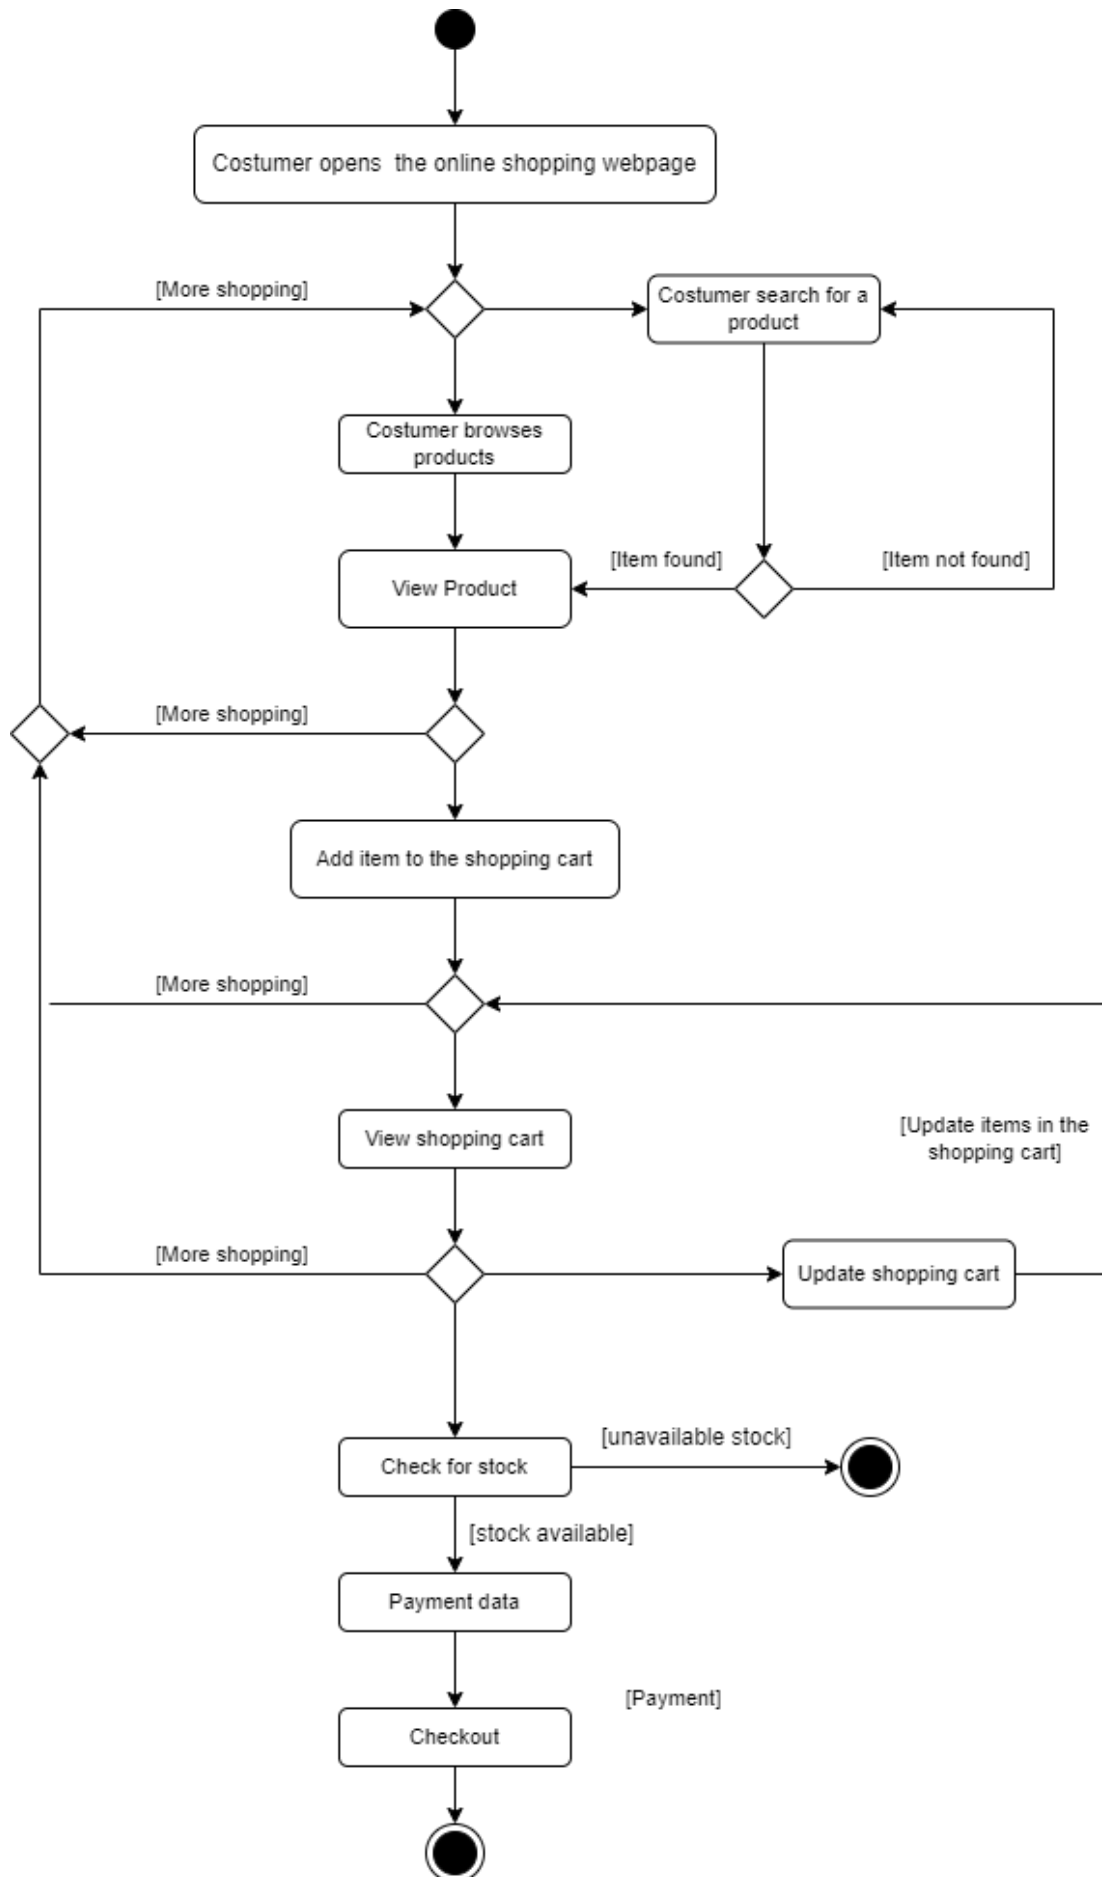 Costumer opens  the online shopping webpage
[More shopping]
Costumer search for a
product
Costumer browses
products
[Item found]
[Item not found]
View Product
[More shopping]
Add item to the shopping cart
[More shopping]
View shopping cart
[Update items in the
shopping cart]
[More shopping]
Update shopping cart
[unavailable stock]
Check for stock
[stock available]
Payment data
[Payment]
Checkout